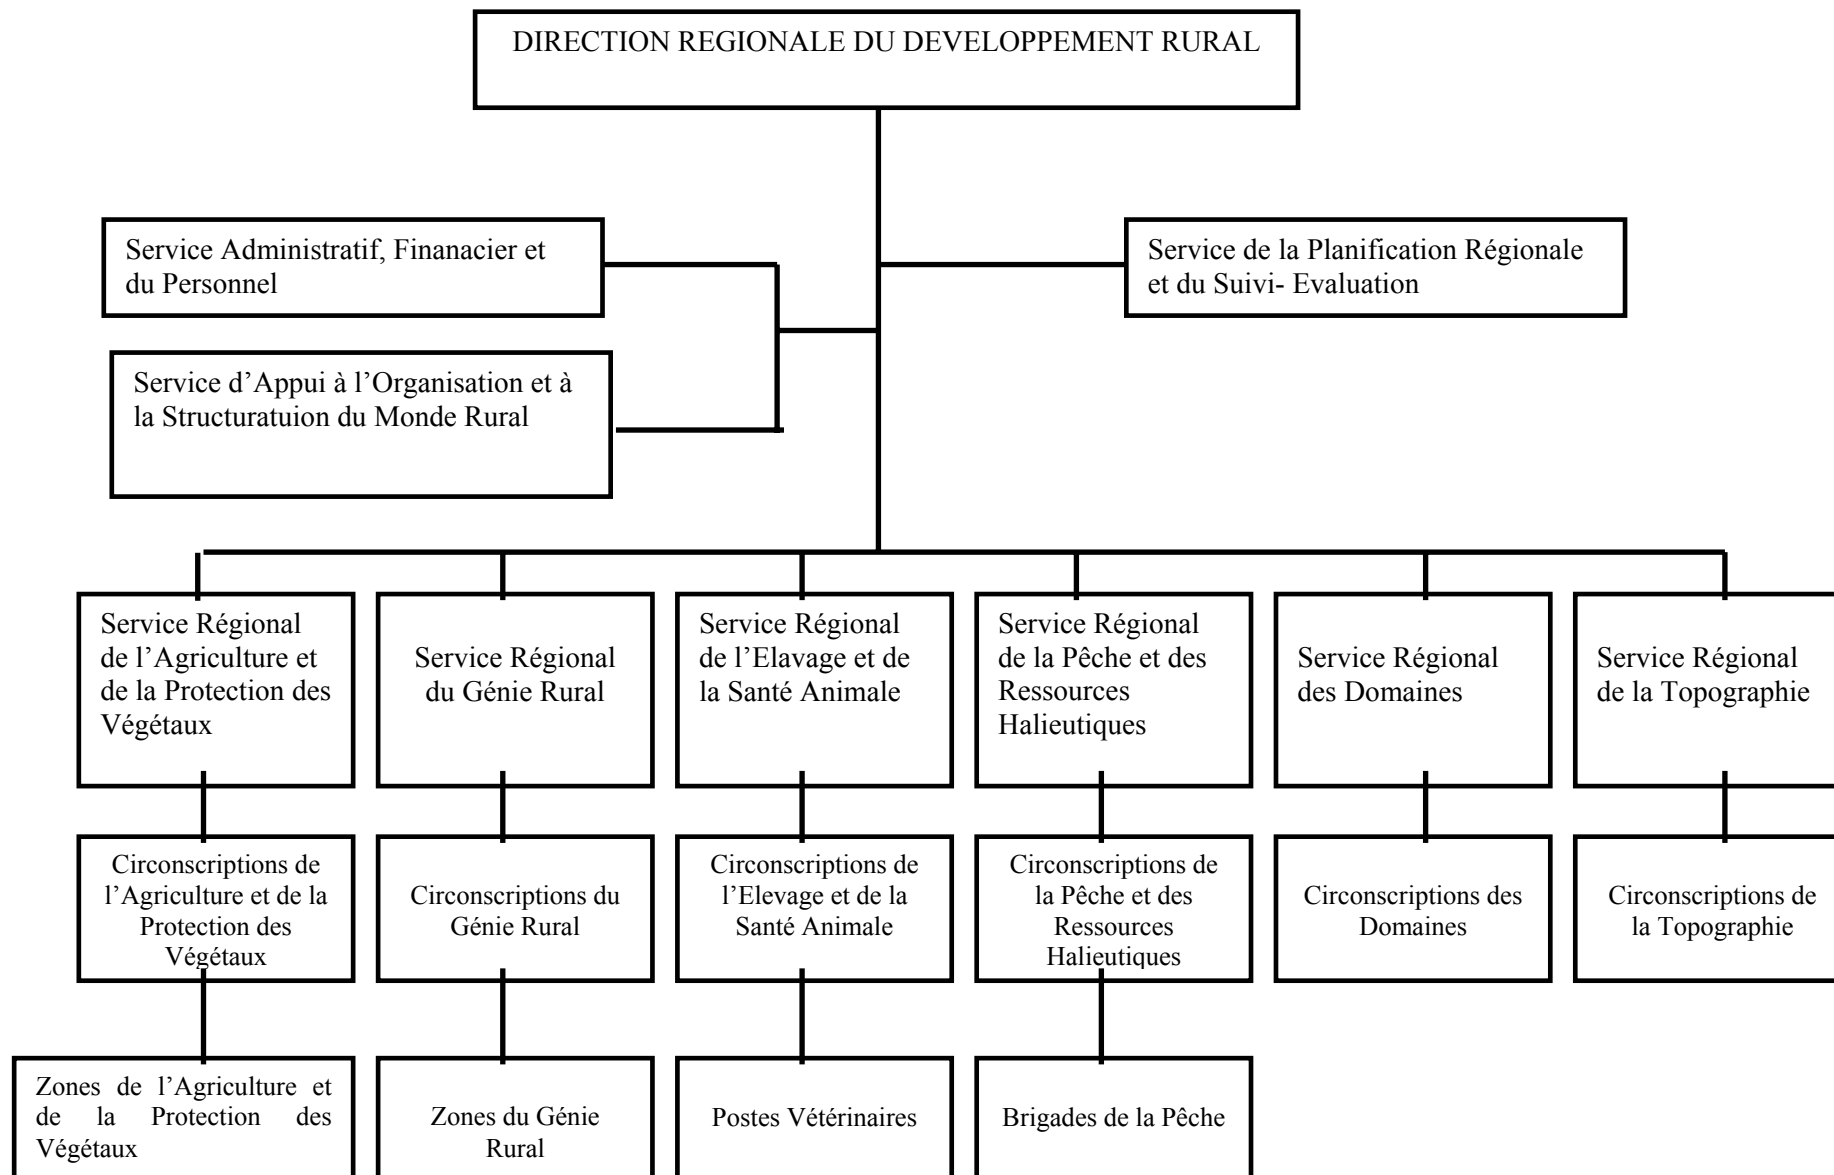 DIRECTION REGIONALE DU DEVELOPPEMENT RURAL
Service Administratif, Finanacier et
du Personnel
Service de la Planification Régionale
et du Suivi- Evaluation
Service d’Appui à l’Organisation et à
la Structuratuion du Monde Rural
Service Régional
de l’Agriculture et
de la Protection des
Végétaux
Service Régional
du Génie Rural
Service Régional
de l’Elavage et de
la Santé Animale
Service Régional
de la Pêche et des
Ressources
Halieutiques
Service Régional
des Domaines
Service Régional
de la Topographie
Circonscriptions de
l’Agriculture et de la
Protection des
Végétaux
Circonscriptions du
Génie Rural
Circonscriptions de
l’Elevage et de la
Santé Animale
Circonscriptions de
la Pêche et des
Ressources
Halieutiques
Circonscriptions des
Domaines
Circonscriptions de
la Topographie
Zones de l’Agriculture et
de la Protection des
Végétaux
Zones du Génie
Rural
Postes Vétérinaires
Brigades de la Pêche